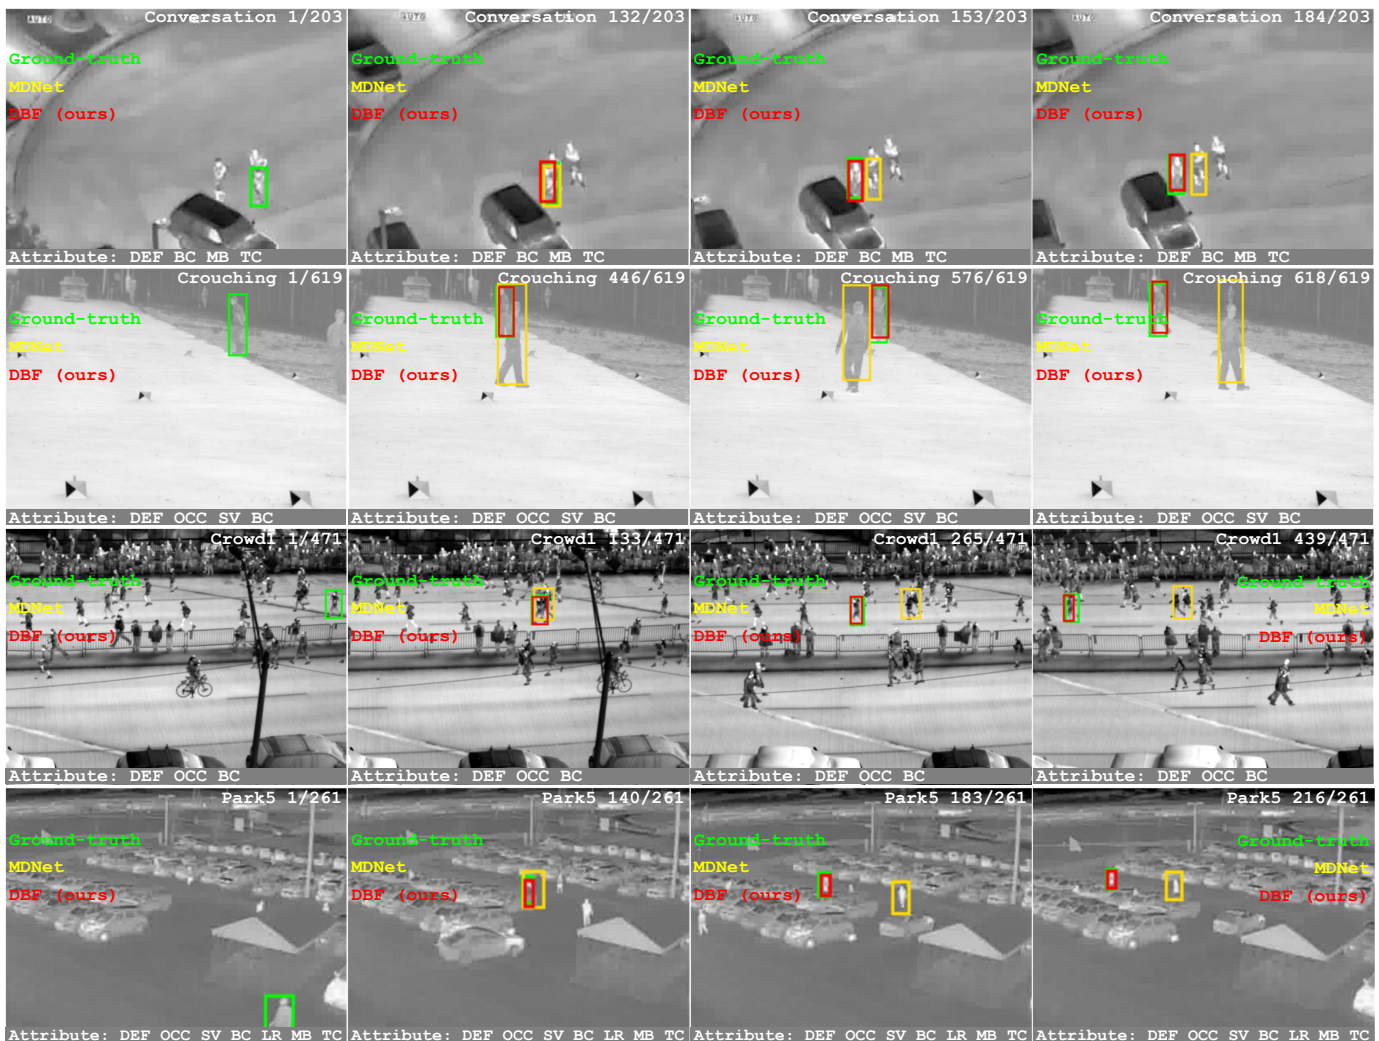 AUTO
Conversation 1/203
Ground-truth
MDNet
DBF (ours)
Attribute: DEF BC MB TC
AUTO
Conversation 132/203
Ground-truth
MDNet
DBF (ours)
Attribute: DEF BC MB TC
AUTO
Conversation 153/203
Ground-truth
MDNet
DBF (ours)
Attribute: DEF BC MB TC
AUTO
Conversation 184/203
Ground-truth
MDNet
DBF (ours)
Attribute: DEF BC MB TC
Crouching 1/619
Ground-truth
MDNet
DBF (ours)
Attribute: DEF OCC SV BC
Crouching 446/619
Ground-truth
MDNet
DBF (ours)
Attribute: DEF OCC SV BC
Crouching 576/619
Ground-truth
MDNet
DBF (ours)
Attribute: DEF OCC SV BC
Crouching 618/619
Ground-truth
MDNet
DBF (ours)
Attribute: DEF OCC SV BC
Crowd1 1/471
Ground-truth
MDNet
DBF (ours)
Attribute: DEF OCC BC
Crowd1 133/471
Ground-truth
MDNet
DBF (ours)
Attribute: DEF OCC BC
Crowd1 265/471
Ground-truth
MDNet
DBF (ours)
Attribute: DEF OCC BC
Crowd1 439/471
Ground-truth
MDNet
DBF (ours)
Attribute: DEF OCC BC
Park5 1/261
Ground-truth
MDNet
DBF (ours)
Attribute: DEF OCC SV BC LR MB TC
Park5 140/261
Ground-truth
MDNet
DBF (ours)
Attribute: DEF OCC SV BC LR MB TC
Park5 183/261
Ground-truth
MDNet
DBF (ours)
Attribute: DEF OCC SV BC LR MB TC
Park5 216/261
Ground-truth
MDNet
DBF (ours)
Attribute: DEF OCC SV BC LR MB TC